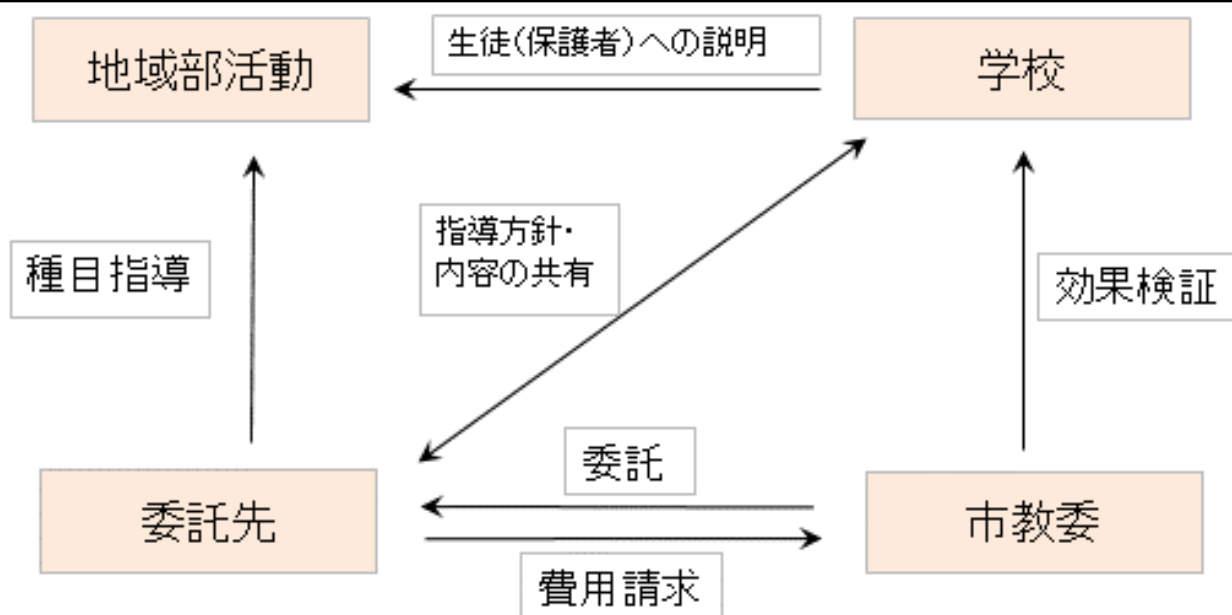 地域部活動
生徒(保護者)への説明
学校
種目指導
指導方針・
内容の共有
効果検証
委託先
委託
費用請求
市教委